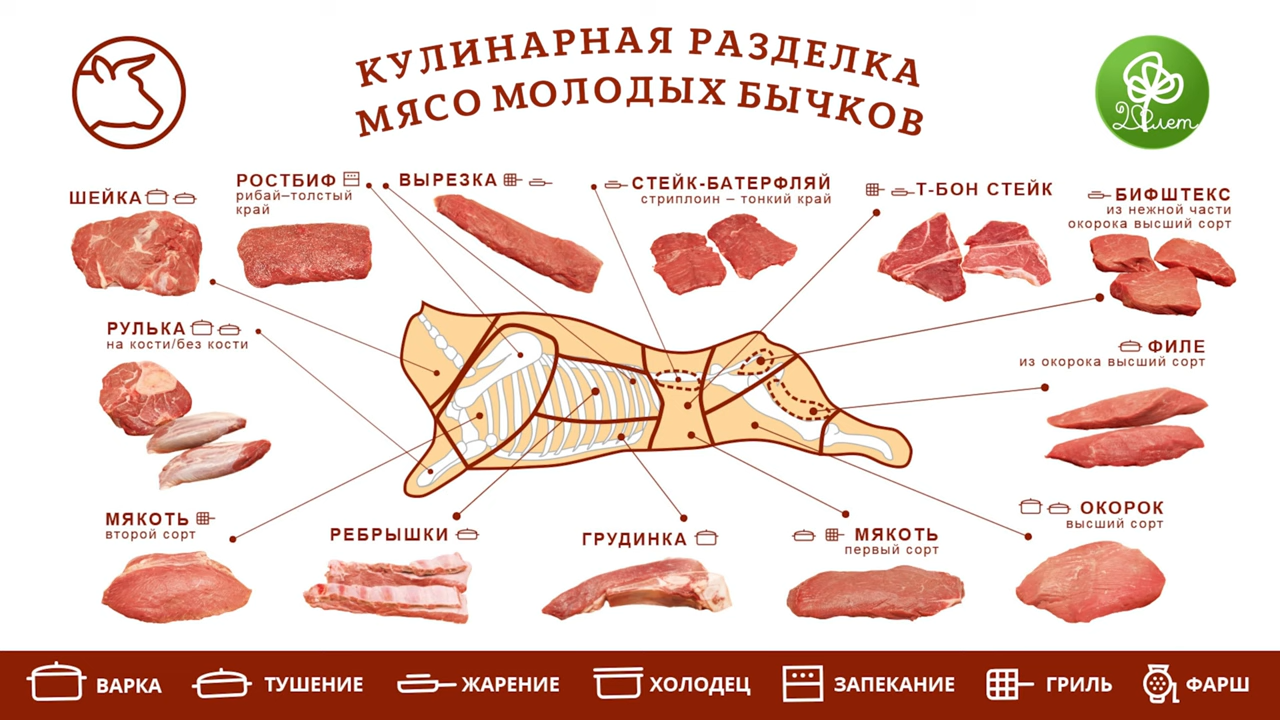 КУЛИНАРНАЯ РАЗДЕЛКА
МЯСО МОЛОДЫХ БЫЧКОВ
20 лет
ШЕЙКА
РОСТБИФ
рибай–толстый
край
ВЫРЕЗКА
СТЕЙК-БАТЕРФЛЯЙ
стриплоин – тонкий край
Т-БОН СТЕЙК
БИФШТЕКС
из нежной части
окорока высший сорт
РУЛЬКА
на кости/без кости
ФИЛЕ
из окорока высший сорт
МЯКОТЬ
второй сорт
РЕБРЫШКИ
ГРУДИНКА
МЯКОТЬ
первый сорт
ОКОРОК
высший сорт
ВАРКА
ТУШЕНИЕ
ЖАРЕНИЕ
ХОЛОДЕЦ
ЗАПЕКАНИЕ
ГРИЛЬ
ФАРШ